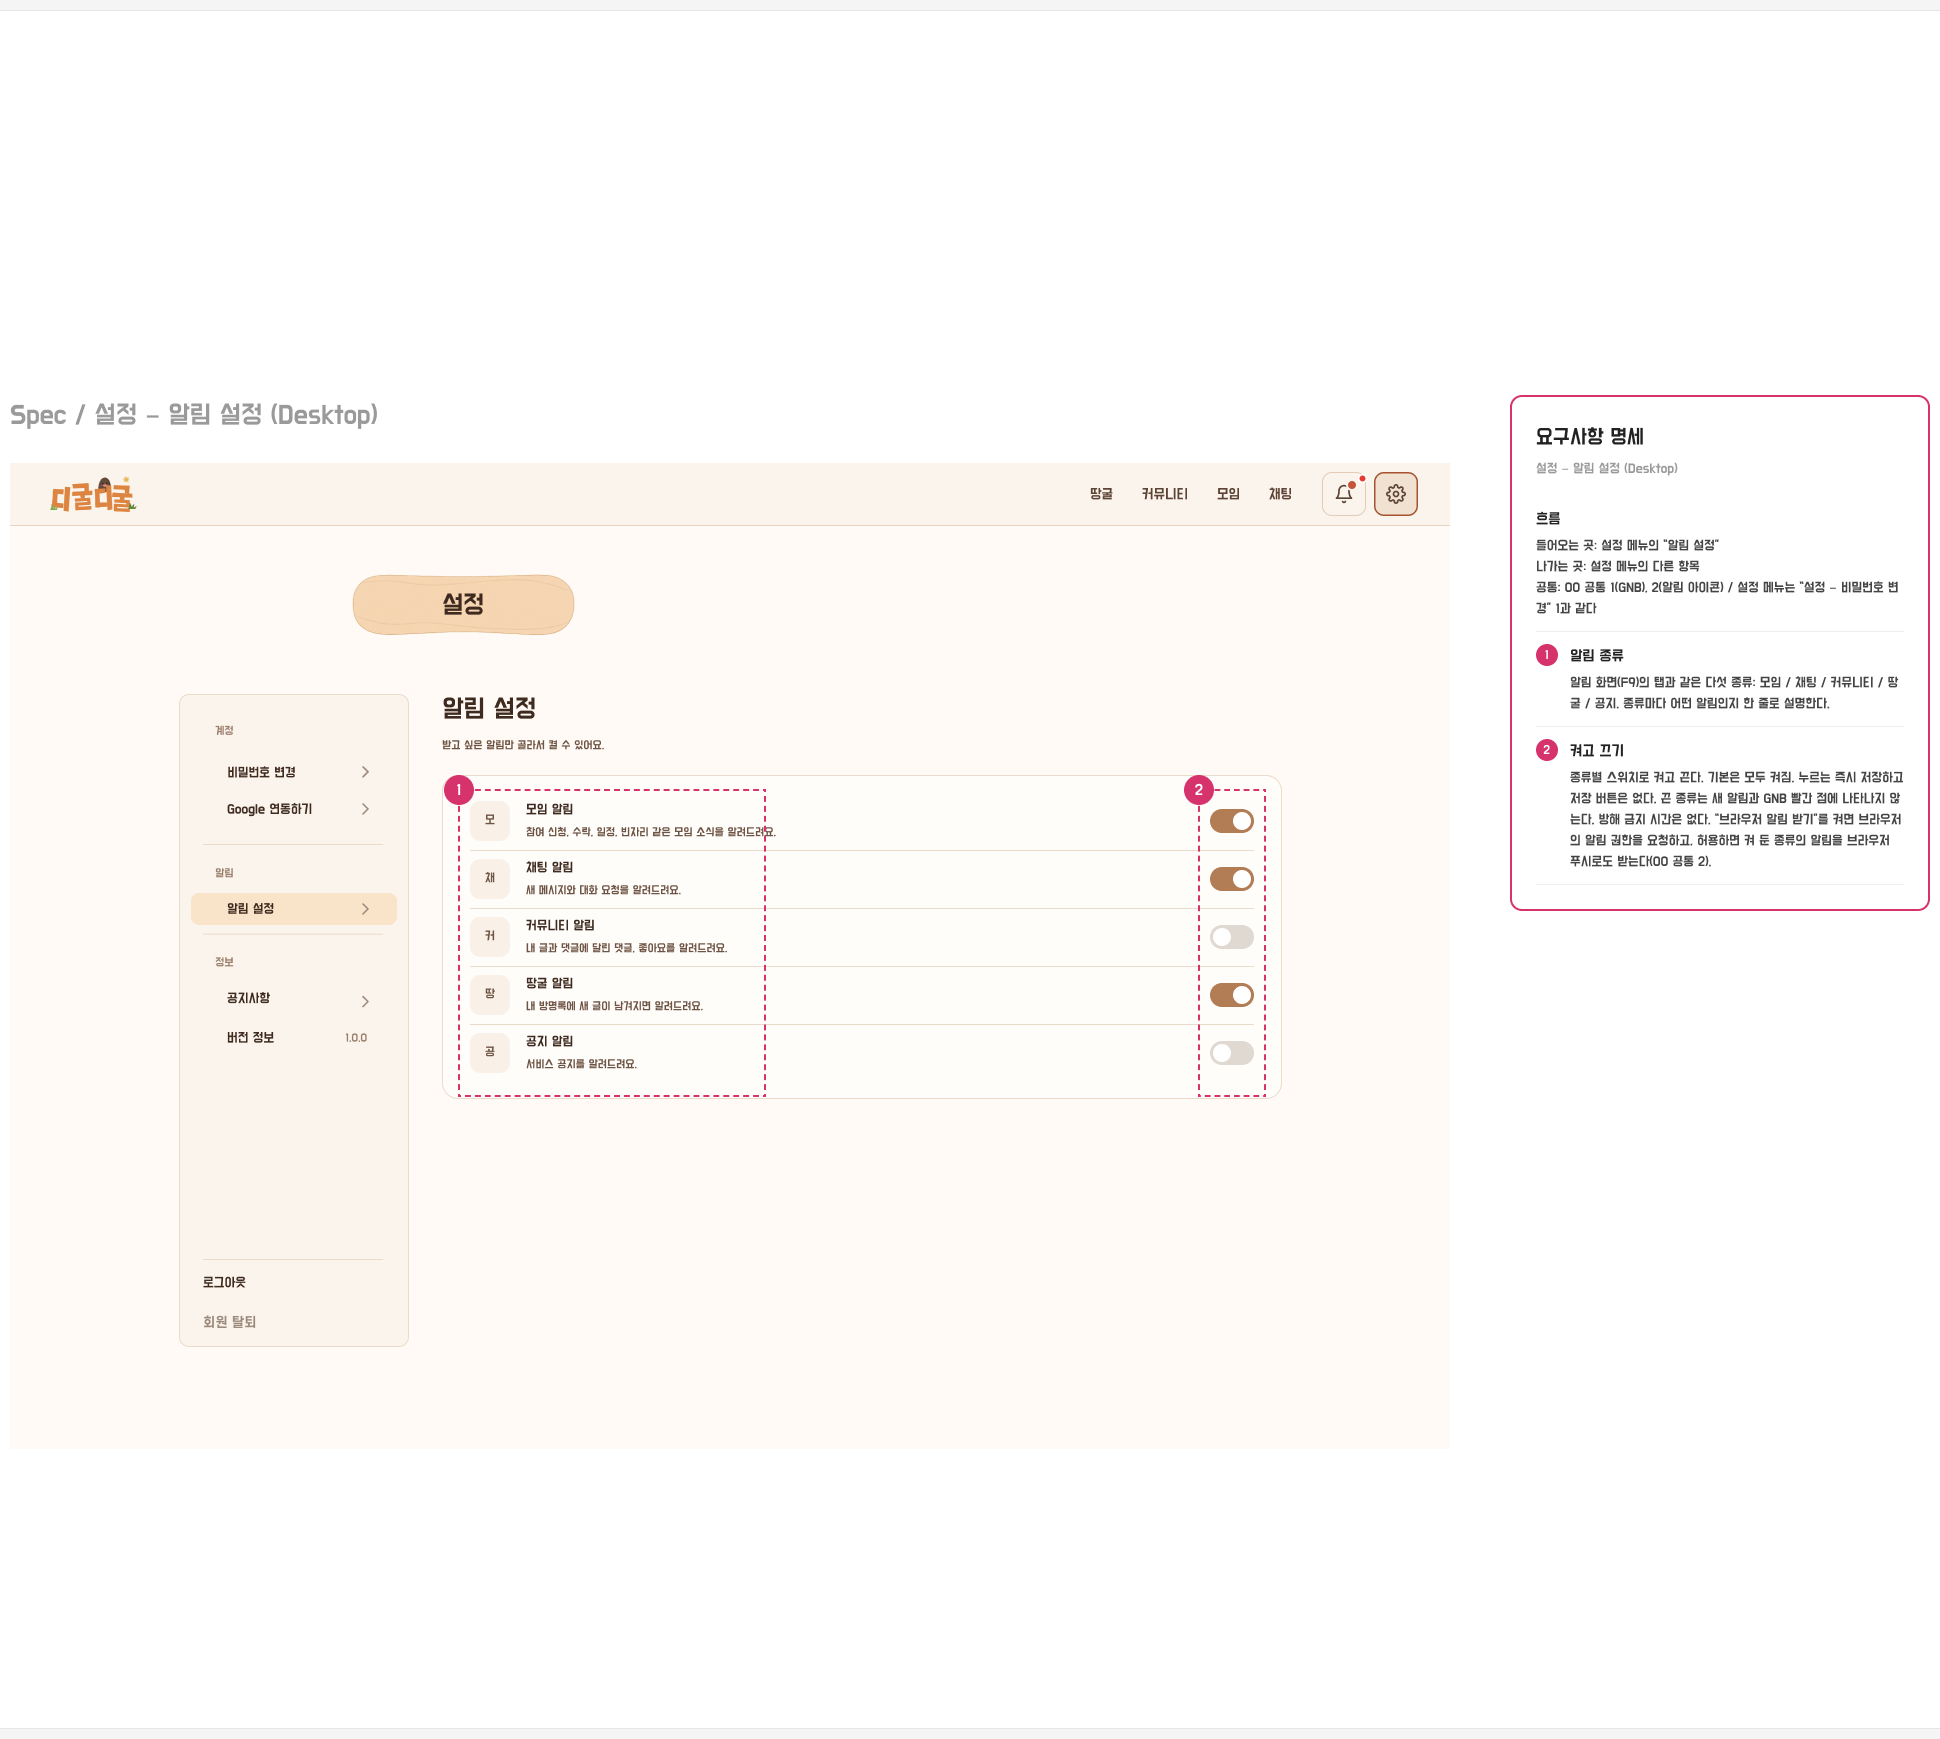 Spec / 설정 – 알림 설정 (Desktop)
디굴디굴
땅굴
커뮤니티
모임
채팅
설정
계정
비밀번호 변경
Google 연동하기
알림
알림 설정
정보
공지사항
버전 정보
1.0.0
로그아웃
회원 탈퇴
알림 설정
받고 싶은 알림만 골라서 켤 수 있어요.
1
2
모
모임 알림
참여 신청, 수락, 일정, 빈자리 같은 모임 소식을 알려드려요.
채
채팅 알림
새 메시지와 대화 요청을 알려드려요.
커
커뮤니티 알림
내 글과 댓글에 달린 댓글, 좋아요를 알려드려요.
땅
땅굴 알림
내 방명록에 새 글이 남겨지면 알려드려요.
공
공지 알림
서비스 공지를 알려드려요.
요구사항 명세
설정 – 알림 설정 (Desktop)
흐름
들어오는 곳: 설정 메뉴의 "알림 설정"
나가는 곳: 설정 메뉴의 다른 항목
공통: 00 공통 1(GNB), 2(알림 아이콘) / 설정 메뉴는 "설정 – 비밀번호 변
경" 1과 같다
1
알림 종류
알림 화면(F9)의 탭과 같은 다섯 종류: 모임 / 채팅 / 커뮤니티 / 땅
굴 / 공지. 종류마다 어떤 알림인지 한 줄로 설명한다.
2
켜고 끄기
종류별 스위치로 켜고 끈다. 기본은 모두 켜짐. 누르는 즉시 저장하고
저장 버튼은 없다. 끈 종류는 새 알림과 GNB 빨간 점에 나타나지 않
는다. 방해 금지 시간은 없다. "브라우저 알림 받기"를 켜면 브라우저
의 알림 권한을 요청하고, 허용하면 켜 둔 종류의 알림을 브라우저
푸시로도 받는다(00 공통 2).